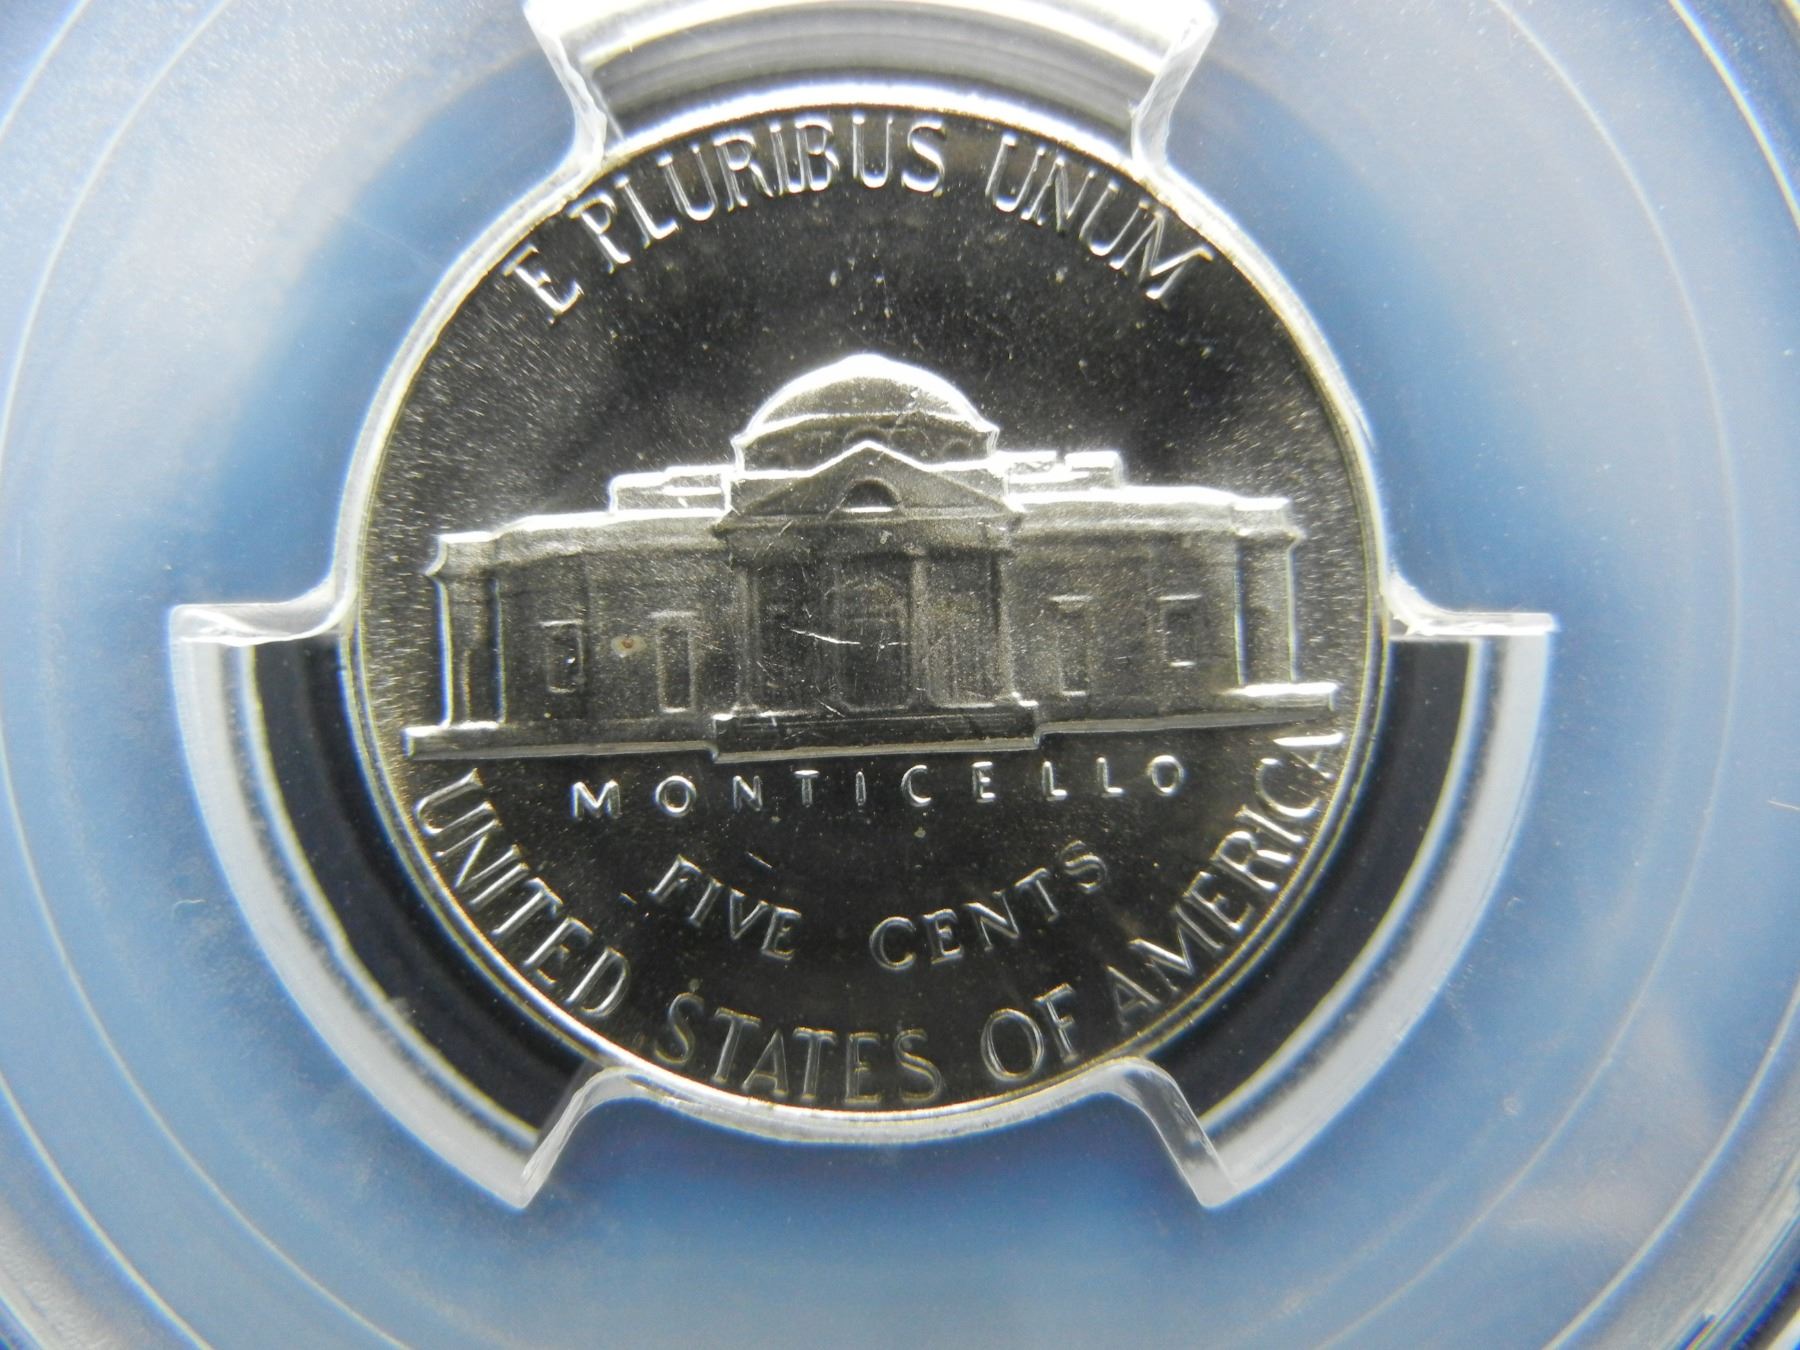 E PLURIBUS UNUM
MONTICELLO
FIVE CENTS
UNITED STATES OF AMERICA